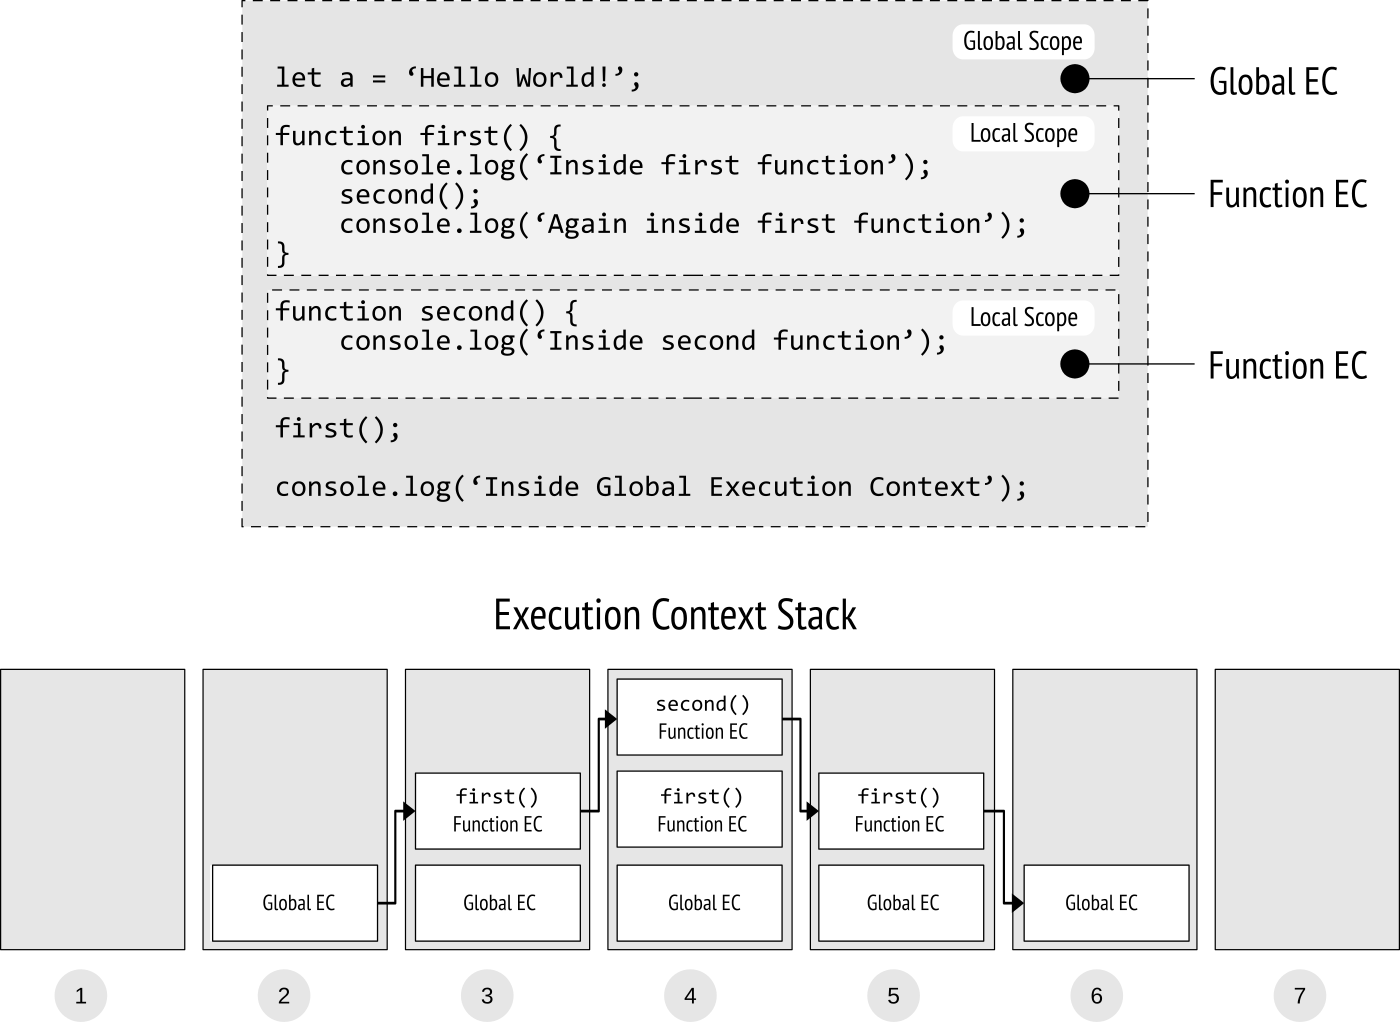 Global Scope
let a = ‘Hello World!’;
Global EC
function first() {
Local Scope
console.log(‘Inside first function’);
second();
Function EC
console.log(‘Again inside first function’);
}
function second() {
Local Scope
console.log(‘Inside second function’);
}
Function EC
first();
console.log(‘Inside Global Execution Context’);
Execution Context Stack
Global EC
first()
Function EC
Global EC
second()
Function EC
first()
Function EC
Global EC
first()
Function EC
Global EC
Global EC
1
2
3
4
5
6
7